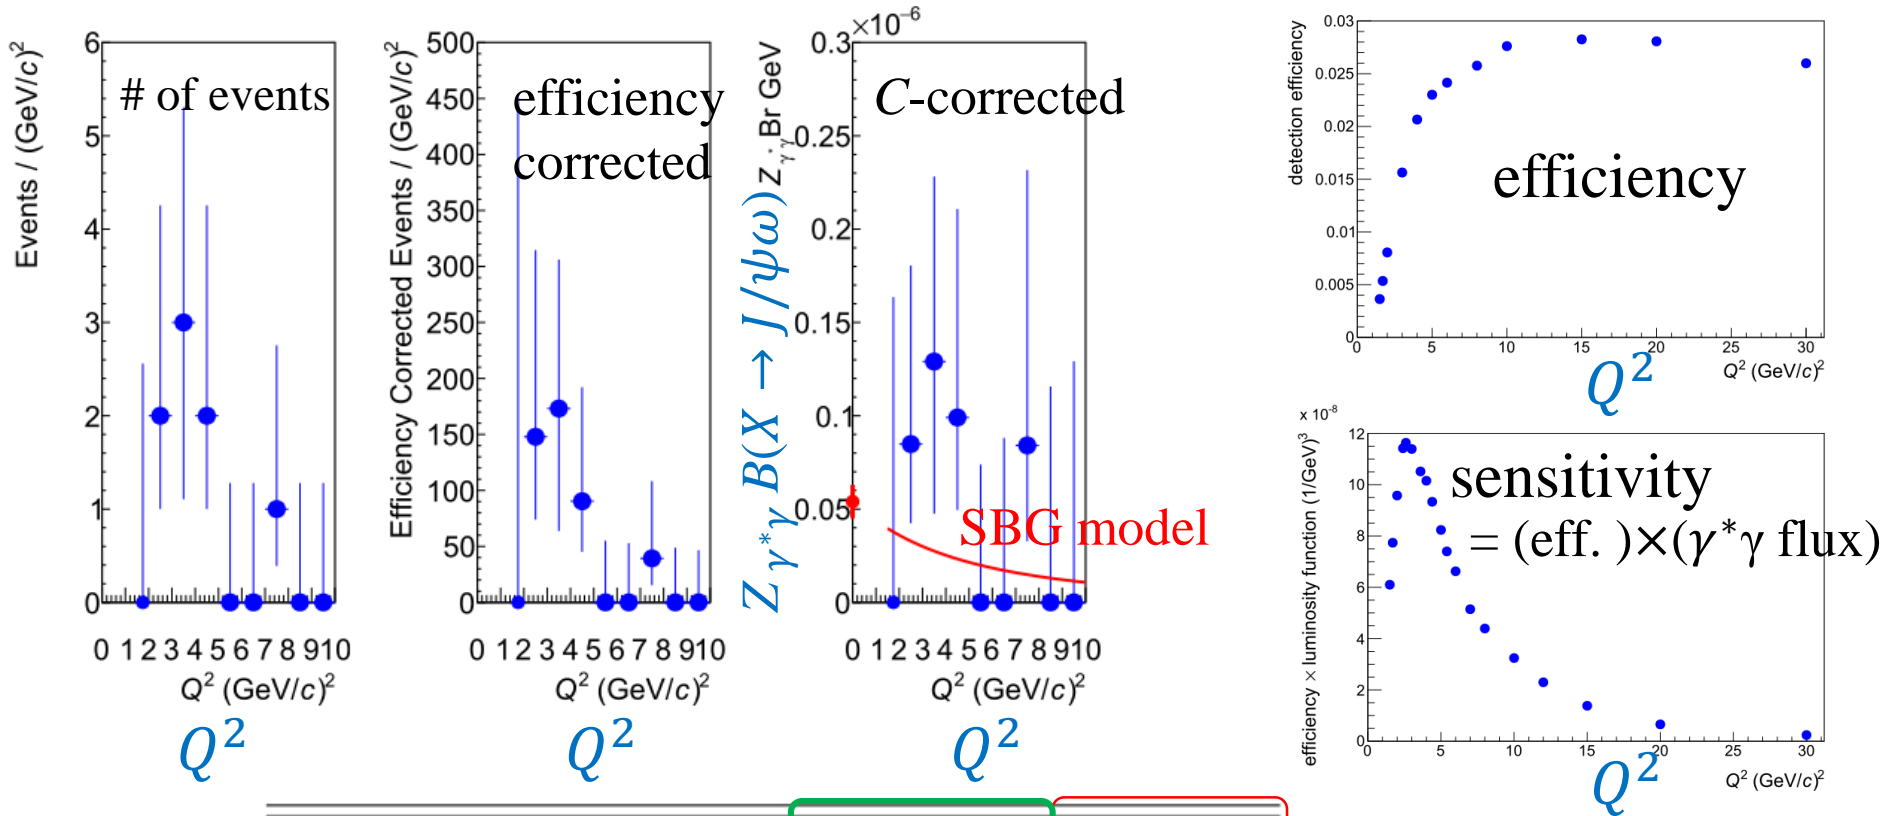 # of events
Events / (GeV/c)²
6
5
4
3
2
1
0
0 1 2 3 4 5 6 7 8 9 10
Q² (GeV/c)²
Q²
efficiency
corrected
Efficiency Corrected Events / (GeV/c)²
500
450
400
350
300
250
200
150
100
50
0
0 1 2 3 4 5 6 7 8 9 10
Q² (GeV/c)²
Q²
×10⁻⁶
C-corrected
Z_γ*γ Br GeV
Z_γ*γ B(X → J/ψω)
0.3
0.25
0.2
0.15
0.1
0.05
0
SBG model
0 1 2 3 4 5 6 7 8 9 10
Q² (GeV/c)²
Q²
detection efficiency
0.03
0.025
0.02
0.015
0.01
0.005
0
efficiency
0 5 10 15 20 25 30
Q² (GeV/c)²
Q²
x 10⁻⁸
efficiency × luminosity function (1/GeV)³
12
10
8
6
4
2
0
sensitivity
= (eff. )×(γ*γ flux)
0 5 10 15 20 25 30
Q² (GeV/c)²
Q²